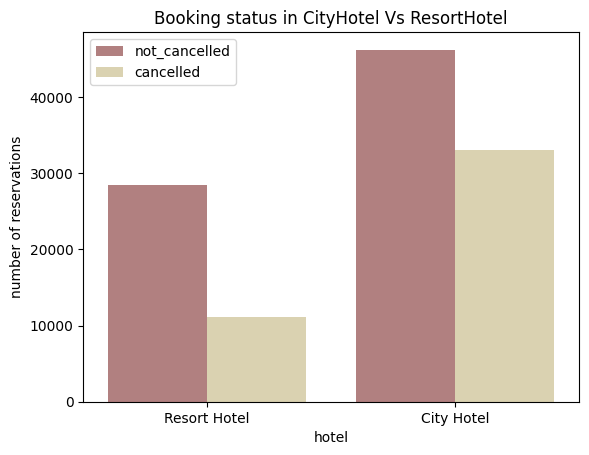 Booking status in CityHotel Vs ResortHotel
not_cancelled
cancelled
40000
30000
20000
10000
0
number of reservations
Resort Hotel
City Hotel
hotel